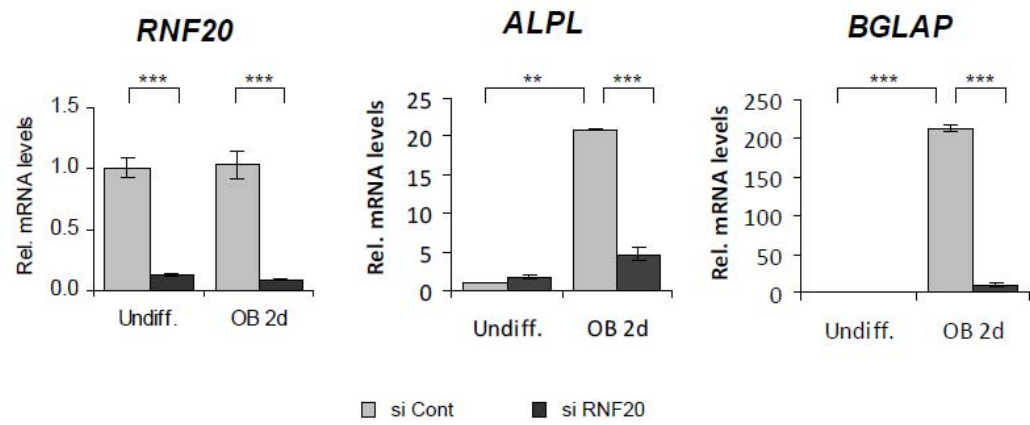 RNF20
ALPL
BGLAP
*** ***
** ***
*** ***
Rel. mRNA levels
1.5
1.0
0.5
0.0
Undiff. OB 2d
Rel. mRNA levels
25
20
15
10
5
0
Undiff. OB 2d
Rel. mRNA levels
250
200
150
100
50
0
Undiff. OB 2d
si Cont si RNF20